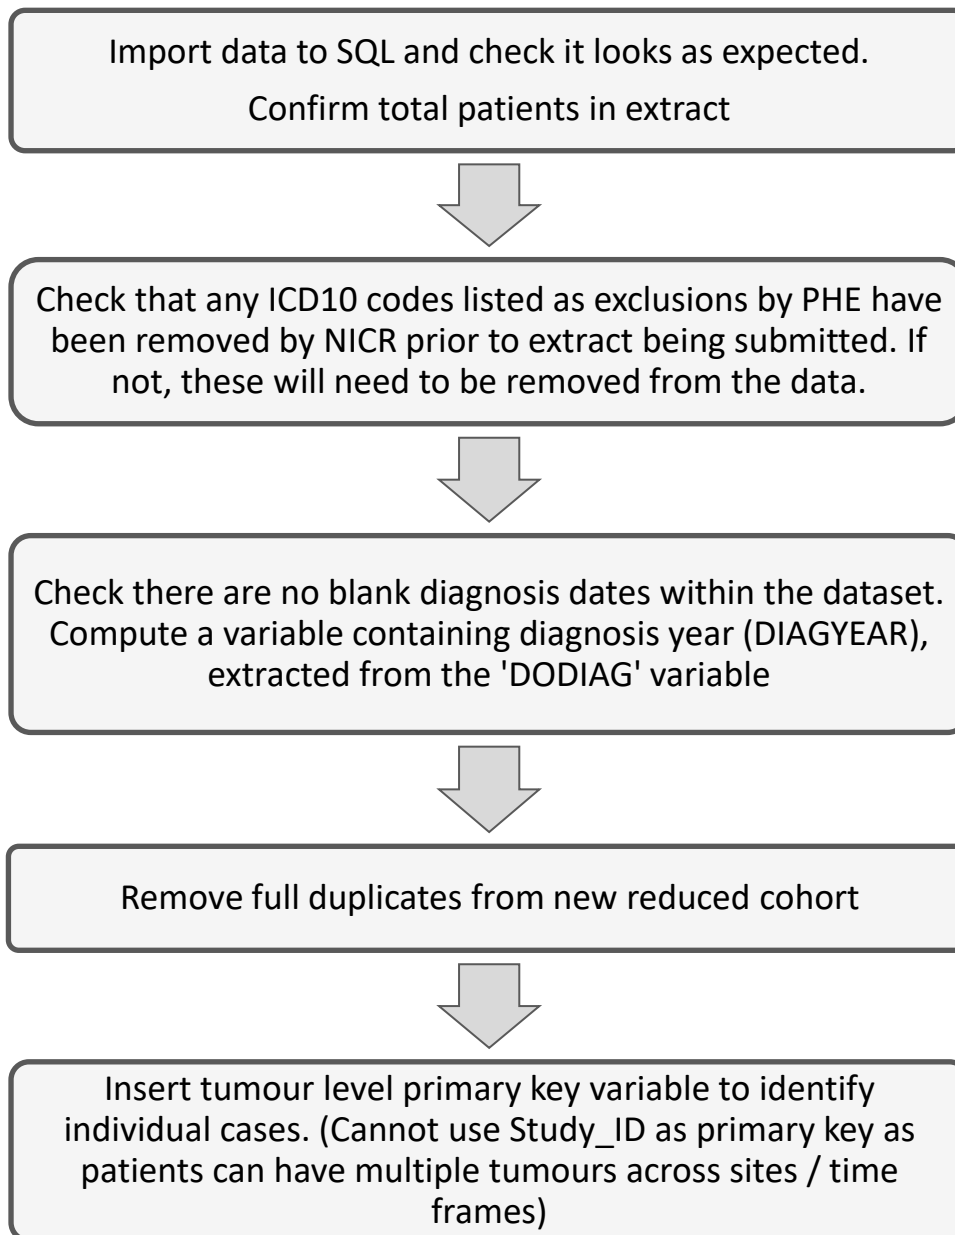 Import data to SQL and check it looks as expected.
Confirm total patients in extract
Check that any ICD10 codes listed as exclusions by PHE have
been removed by NICR prior to extract being submitted. If
not, these will need to be removed from the data.
Check there are no blank diagnosis dates within the dataset.
Compute a variable containing diagnosis year (DIAGYEAR),
extracted from the 'DODIAG' variable
Remove full duplicates from new reduced cohort
Insert tumour level primary key variable to identify
individual cases. (Cannot use Study_ID as primary key as
patients can have multiple tumours across sites / time
frames)